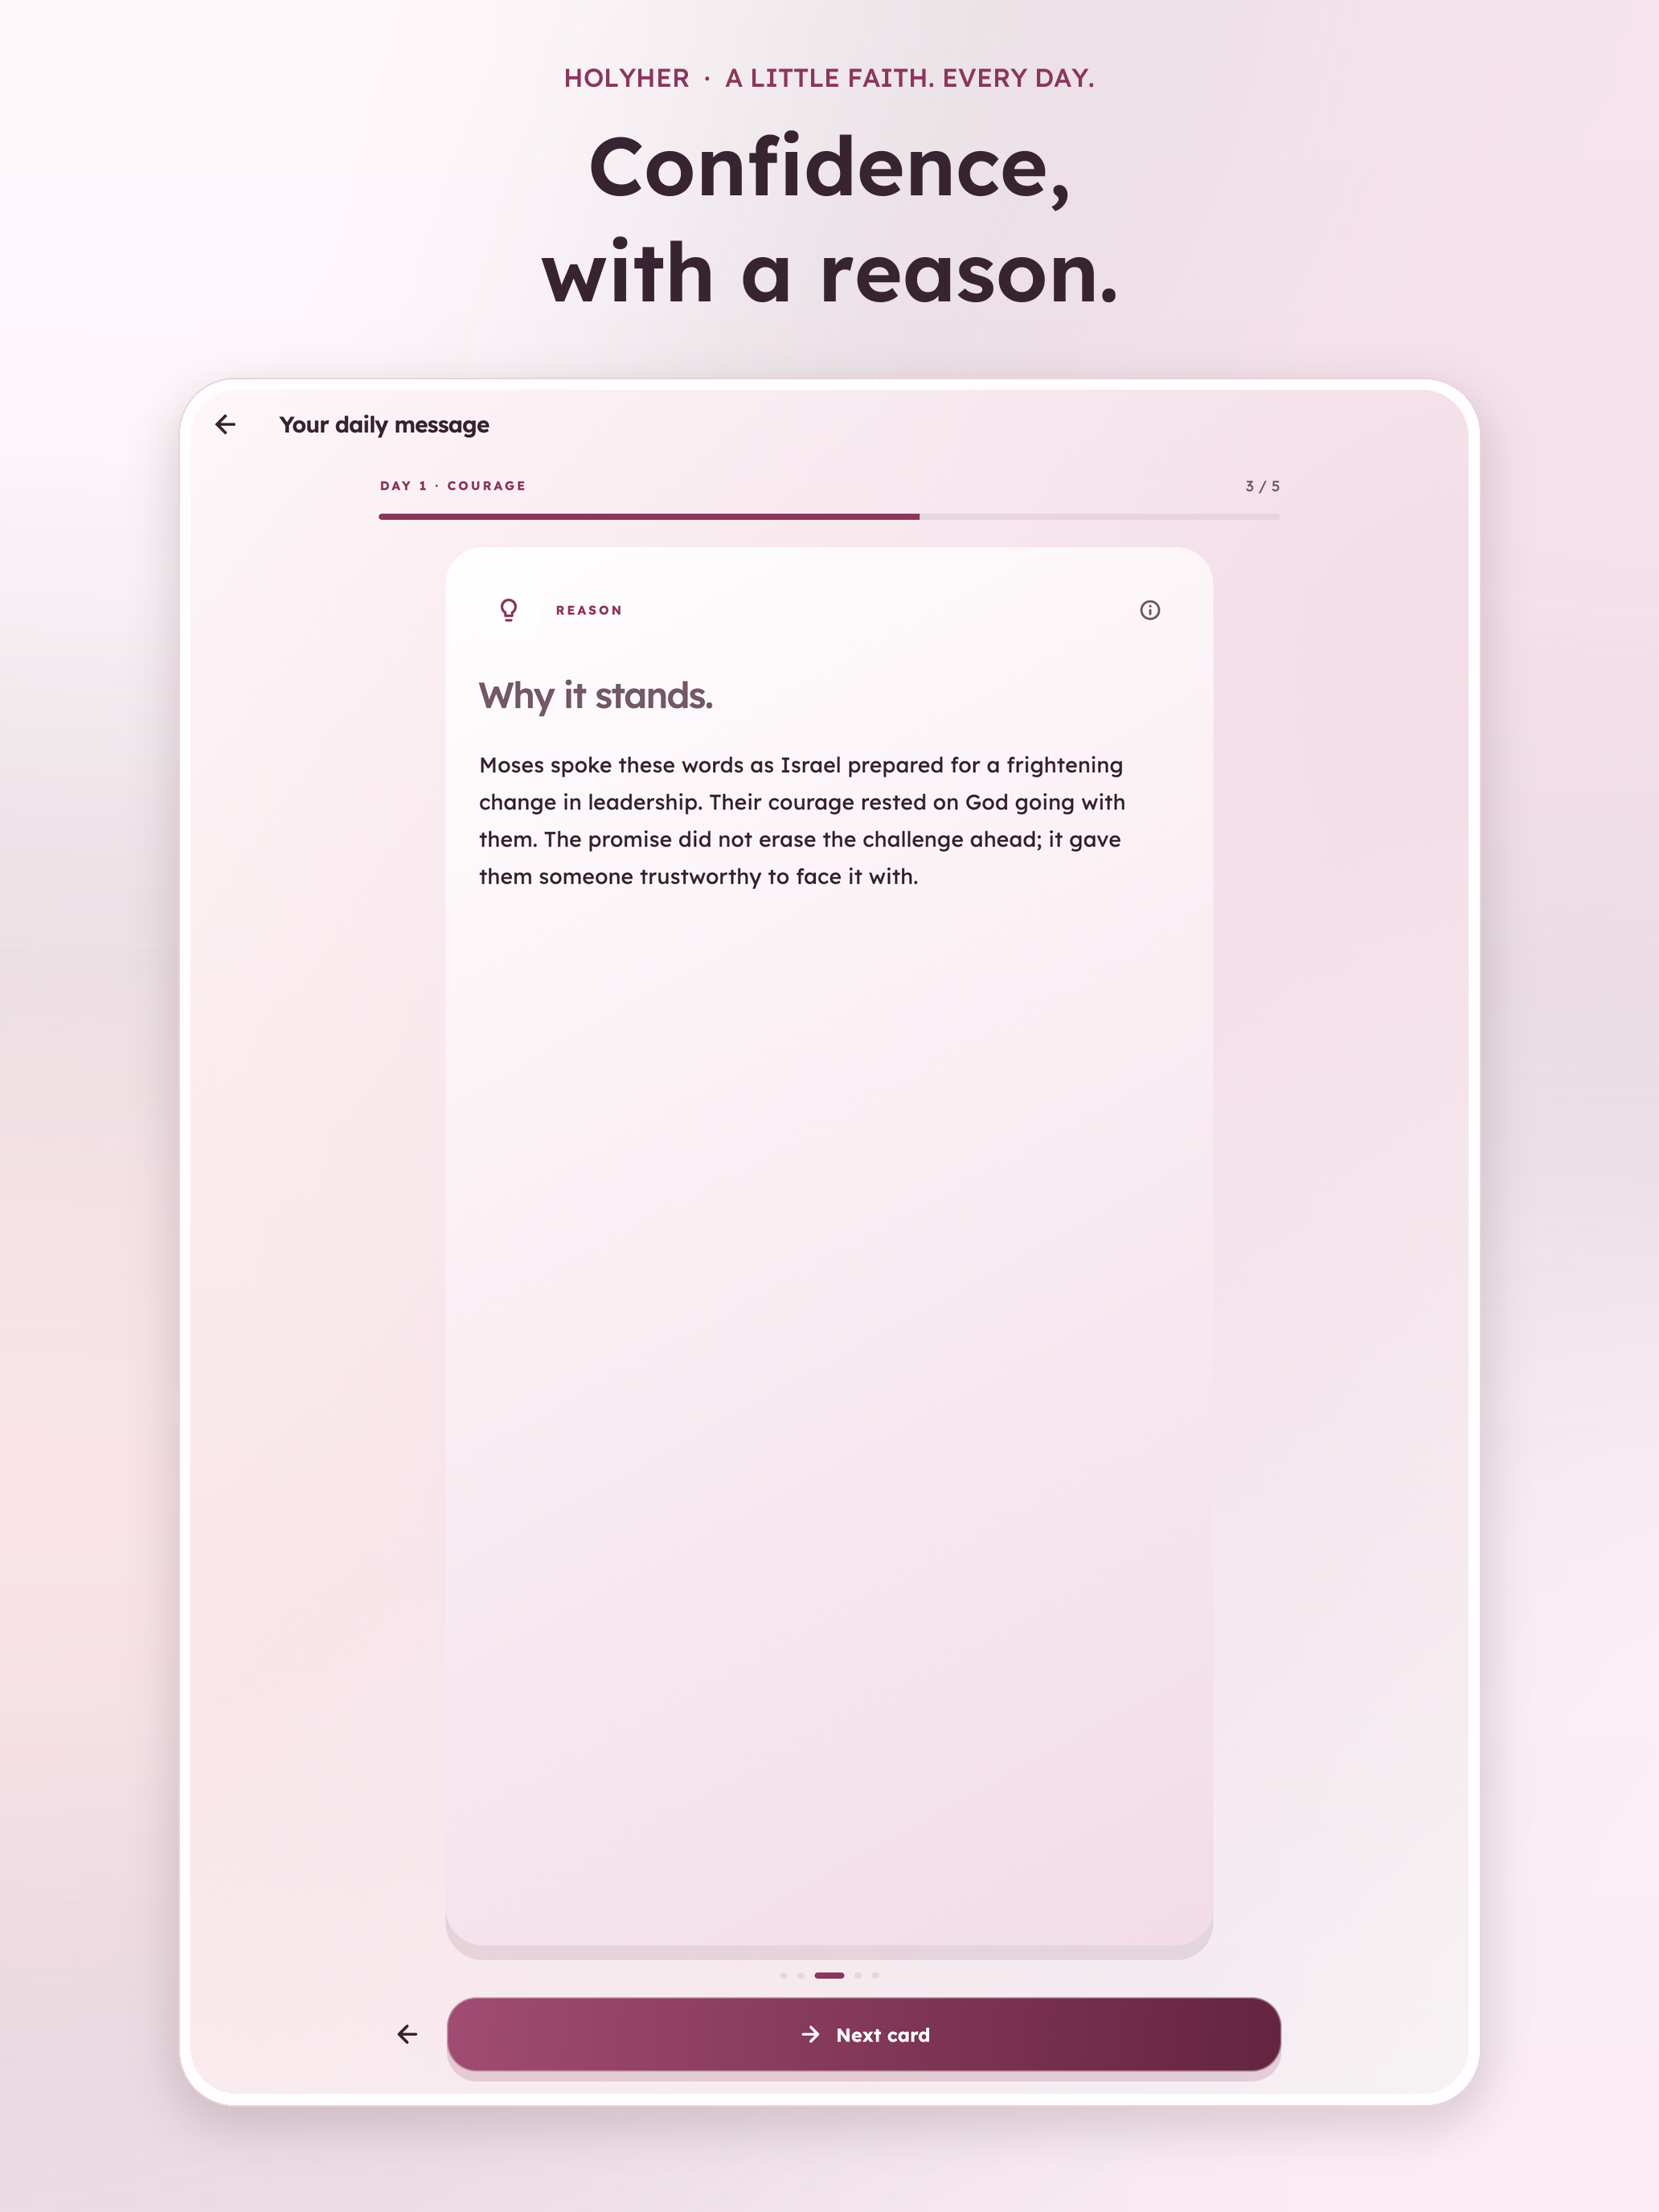 HOLYHER · A LITTLE FAITH. EVERY DAY.
Confidence,
with a reason.
Your daily message
DAY 1 · COURAGE
3 / 5
REASON
Why it stands.
Moses spoke these words as Israel prepared for a frightening
change in leadership. Their courage rested on God going with
them. The promise did not erase the challenge ahead; it gave
them someone trustworthy to face it with.
Next card